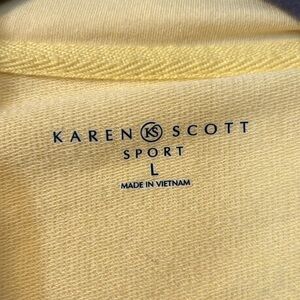 KAREN KS SCOTT
SPORT
L
MADE IN VIETNAM